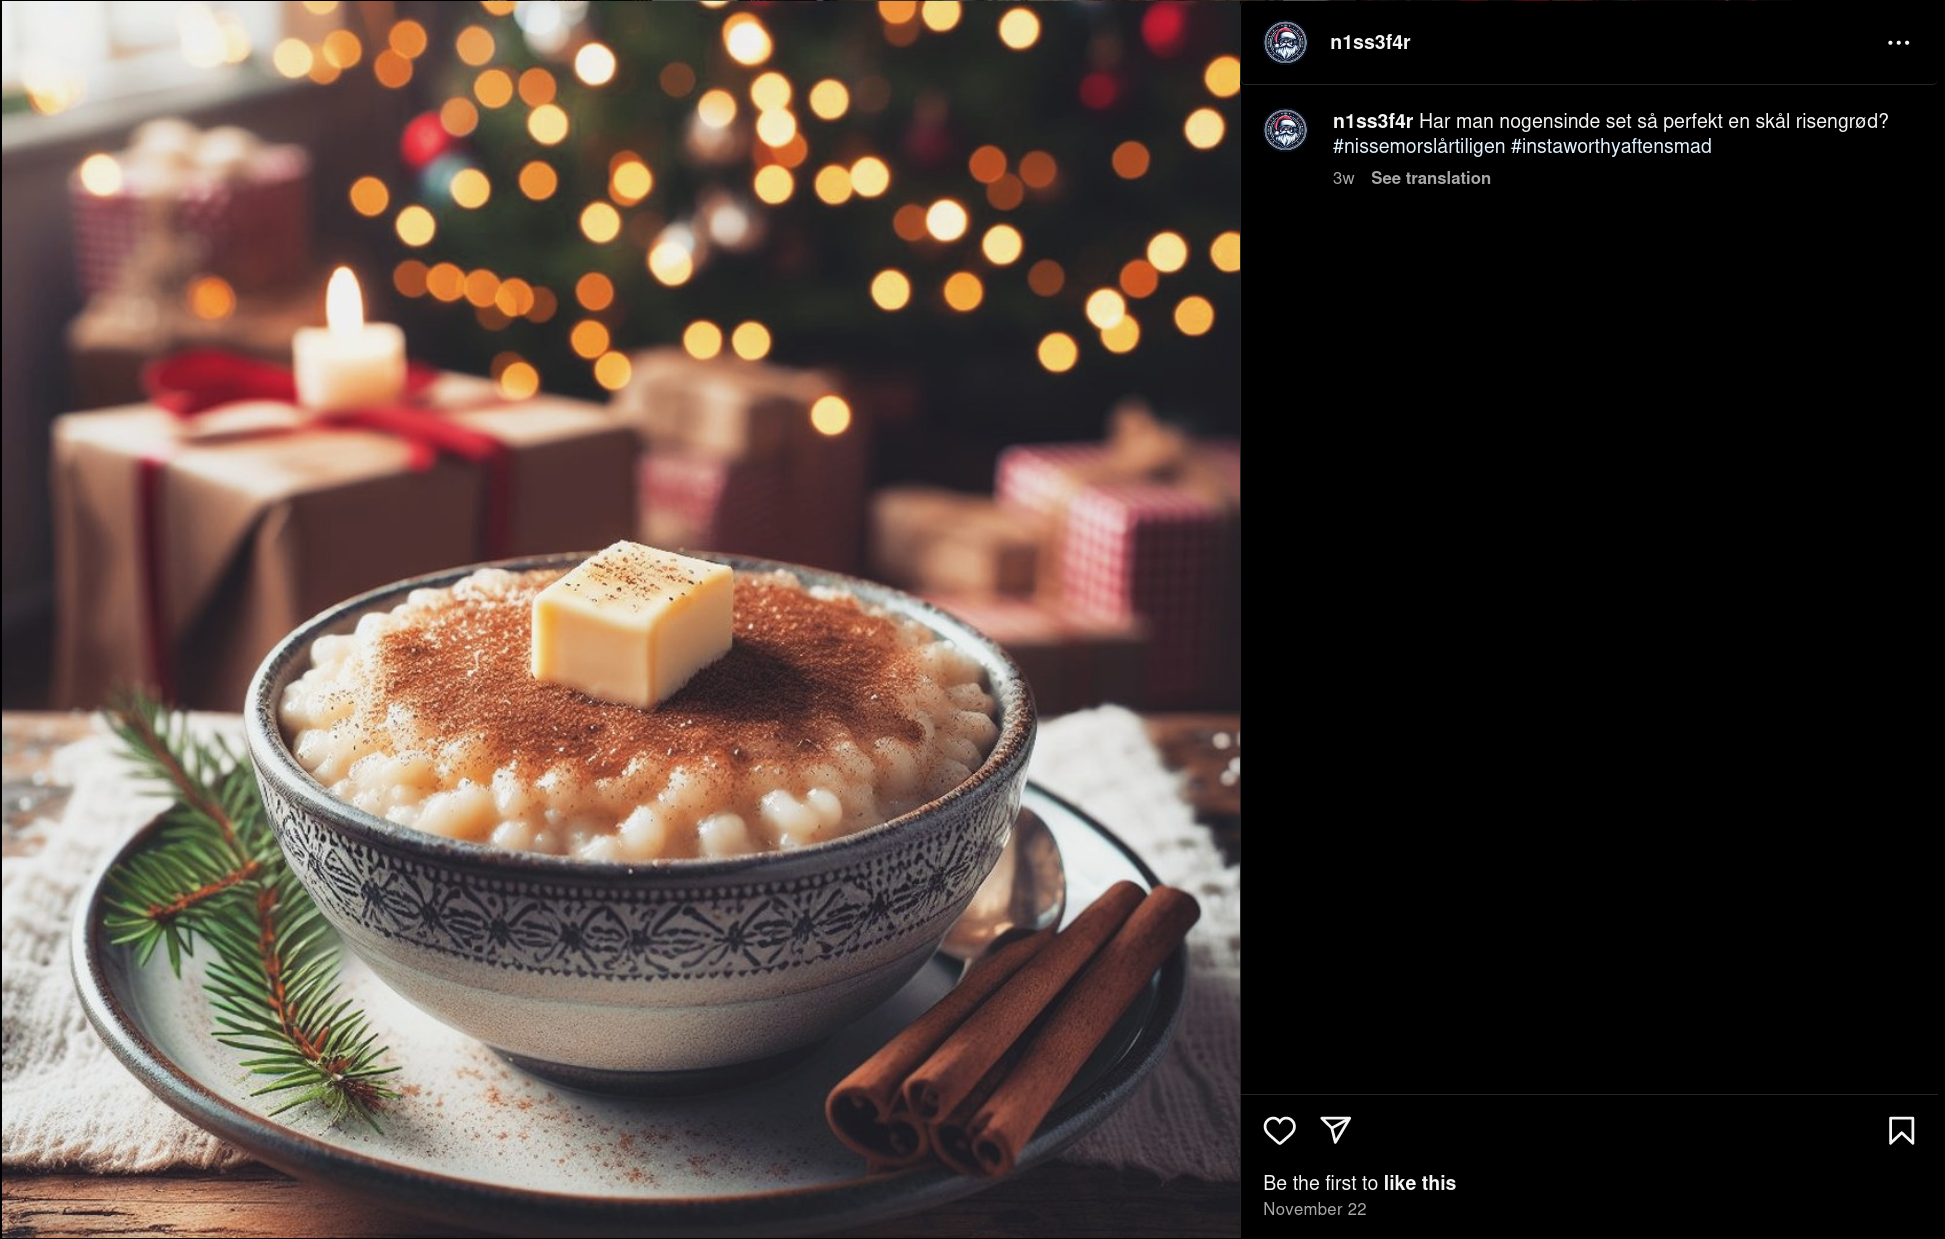 n1ss3f4r
n1ss3f4r Har man nogensinde set så perfekt en skål risengrød?
#nissemorslårtiligen #instaworthyaftensmad
3w See translation
Be the first to like this
November 22